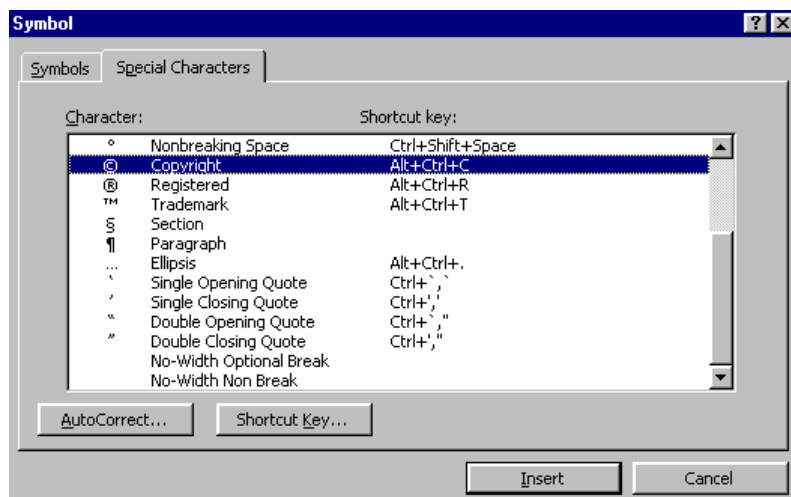 Symbol
Symbols Special Characters
Character: Shortcut key:
° Nonbreaking Space Ctrl+Shift+Space
© Copyright Alt+Ctrl+C
® Registered Alt+Ctrl+R
™ Trademark Alt+Ctrl+T
§ Section
¶ Paragraph
… Ellipsis Alt+Ctrl+.
‘ Single Opening Quote Ctrl+`,`
’ Single Closing Quote Ctrl+','
“ Double Opening Quote Ctrl+`,"
” Double Closing Quote Ctrl+',"
No-Width Optional Break
No-Width Non Break
AutoCorrect... Shortcut Key...
Insert Cancel